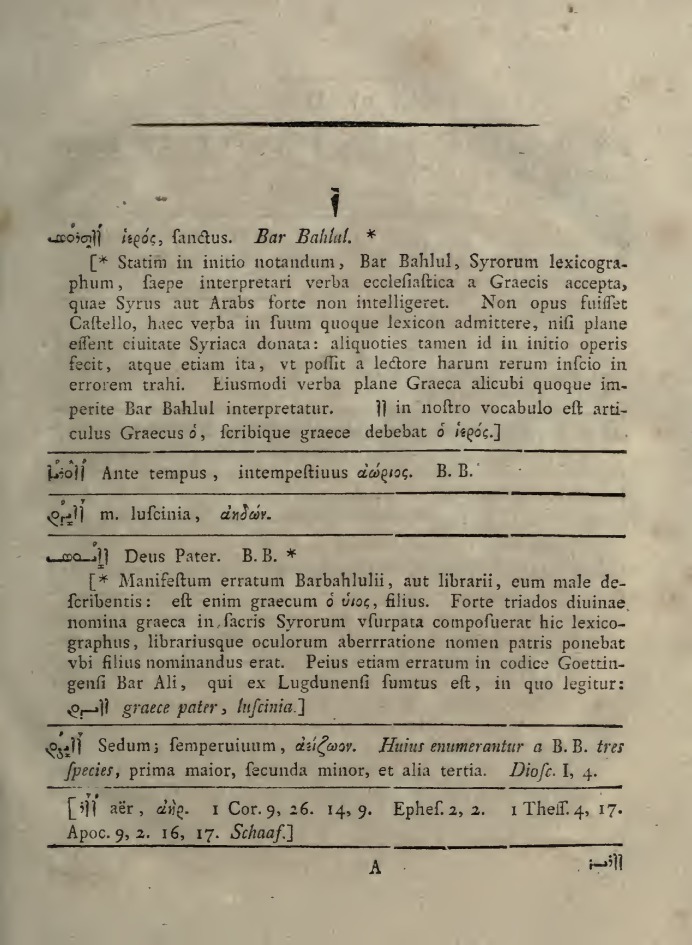 ܐ
ἱερός, ſanctus. Bar Bahlul. *
[* Statim in initio notandum, Bar Bahlul, Syrorum lexicogra-
phum, ſaepe interpretari verba eccleſiaſtica a Graecis accepta,
quae Syrus aut Arabs forte non intelligeret. Non opus fuiſſet
Caſtello, haec verba in ſuum quoque lexicon admittere, niſi plane
eſſent ciuitate Syriaca donata: aliquoties tamen id in initio operis
fecit, atque etiam ita, vt poſſit a lectore harum rerum inſcio in
errorem trahi. Eiusmodi verba plane Graeca alicubi quoque im-
perite Bar Bahlul interpretatur. ܐܐ in noſtro vocabulo eſt arti-
culus Graecus ὁ, ſcribique graece debebat ὁ ἱερός.]
Ante tempus, intempeſtiuus ἀώριος. B. B.
m. luſcinia, ἀηδών.
Deus Pater. B. B. *
[* Manifeſtum erratum Barbahlulii, aut librarii, eum male de-
ſcribentis: eſt enim graecum ὁ ὑιος, filius. Forte triados diuinae
nomina graeca in ſacris Syrorum vſurpata compoſuerat hic lexico-
graphus, librariusque oculorum aberrratione nomen patris ponebat
vbi filius nominandus erat. Peius etiam erratum in codice Goettin-
genſi Bar Ali, qui ex Lugdunenſi ſumtus eſt, in quo legitur:
graece pater, luſcinia.]
Sedum; ſemperuiuum, ἀείζωον. Huius enumerantur a B. B. tres
ſpecies, prima maior, ſecunda minor, et alia tertia. Dioſc. I, 4.
[ܐܐܪ aër, ἀὴρ. 1 Cor. 9, 26. 14, 9. Epheſ. 2, 2. 1 Theſſ. 4, 17.
Apoc. 9, 2. 16, 17. Schaaf.]
A